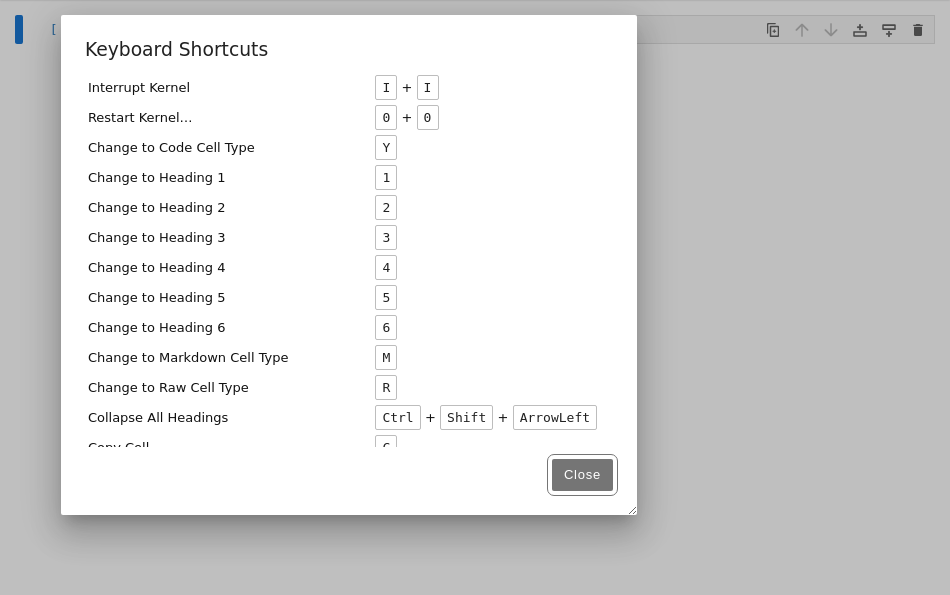 [
Keyboard Shortcuts
Interrupt Kernel I + I
Restart Kernel... 0 + 0
Change to Code Cell Type Y
Change to Heading 1 1
Change to Heading 2 2
Change to Heading 3 3
Change to Heading 4 4
Change to Heading 5 5
Change to Heading 6 6
Change to Markdown Cell Type M
Change to Raw Cell Type R
Collapse All Headings Ctrl + Shift + ArrowLeft
Copy Cell C
Close